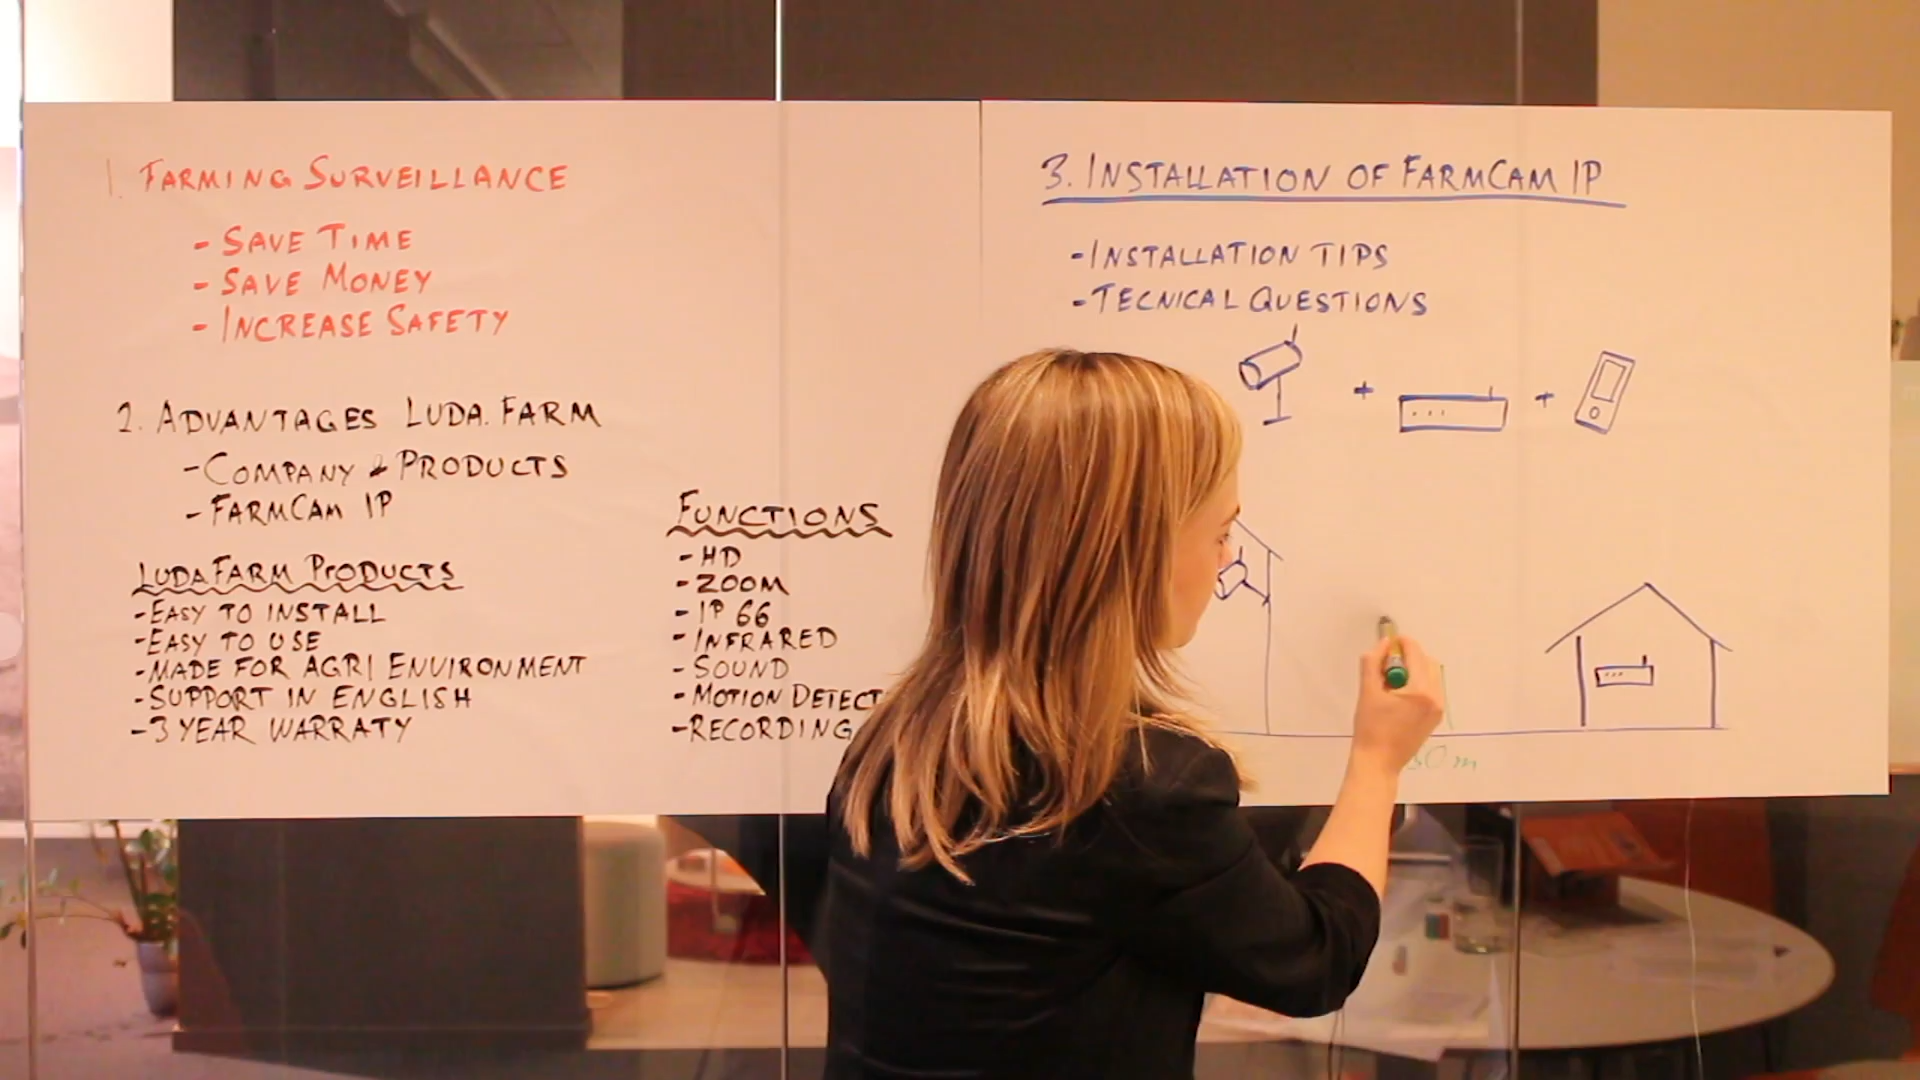 1. FARMING SURVEILLANCE
- SAVE TIME
- SAVE MONEY
- INCREASE SAFETY
2. ADVANTAGES LUDA.FARM
- COMPANY & PRODUCTS
- FARMCAM IP
LUDA.FARM PRODUCTS
- EASY TO INSTALL
- EASY TO USE
- MADE FOR AGRI ENVIRONMENT
- SUPPORT IN ENGLISH
- 3 YEAR WARRATY
FUNCTIONS
- HD
- ZOOM
- IP 66
- INFRARED
- SOUND
- MOTION DETECT
- RECORDING
3. INSTALLATION OF FARMCAM IP
- INSTALLATION TIPS
- TECNICAL QUESTIONS
+ +